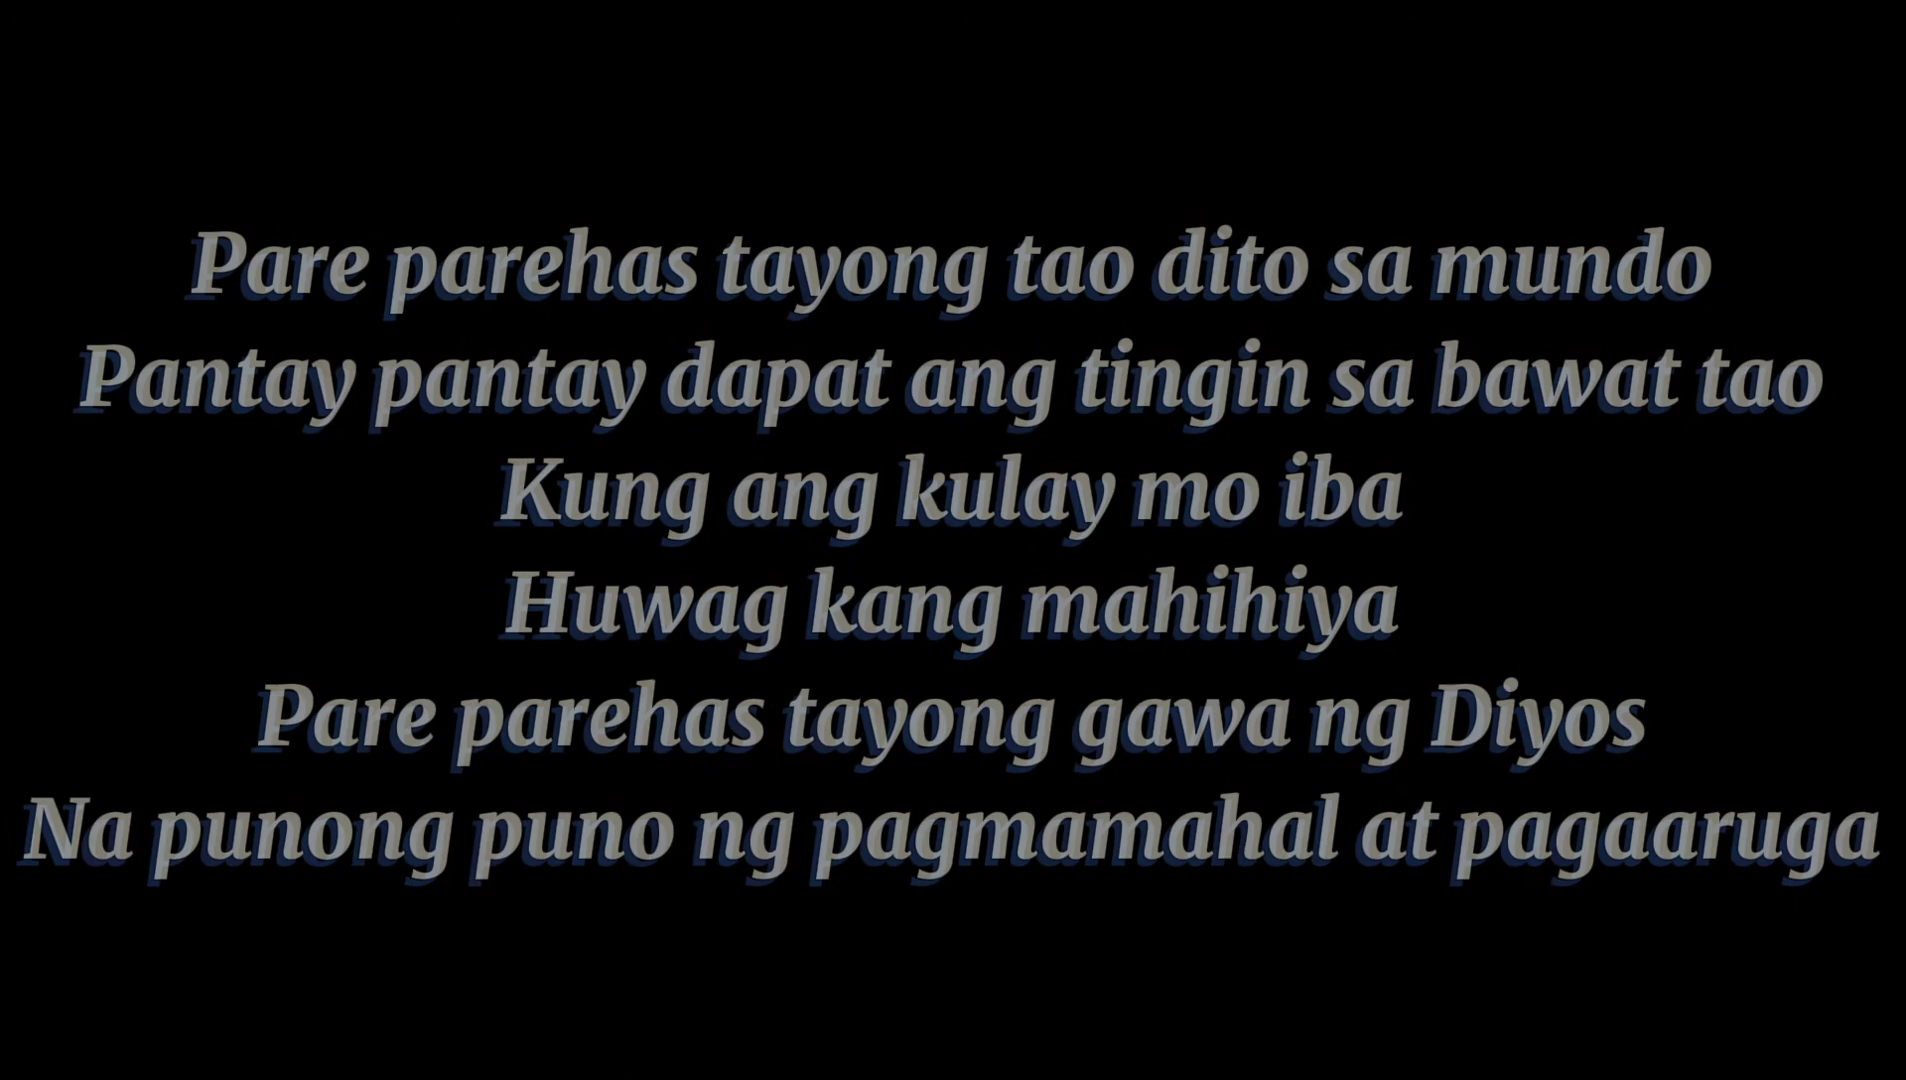 Pare parehas tayong tao dito sa mundo
Pantay pantay dapat ang tingin sa bawat tao
Kung ang kulay mo iba
Huwag kang mahihiya
Pare parehas tayong gawa ng Diyos
Na punong puno ng pagmamahal at pagaaruga